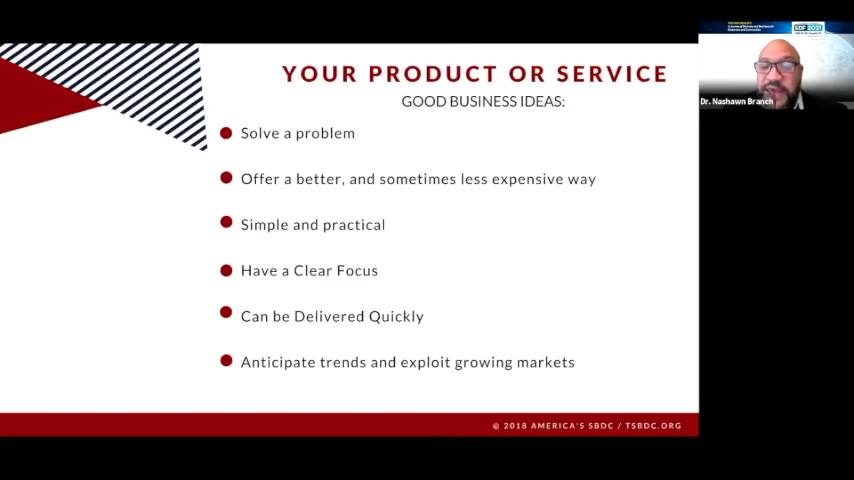 YOUR PRODUCT OR SERVICE
GOOD BUSINESS IDEAS:
Solve a problem
Offer a better, and sometimes less expensive way
Simple and practical
Have a Clear Focus
Can be Delivered Quickly
Anticipate trends and exploit growing markets
@ 2018 AMERICA'S SBDC / TSBDC.ORG
2021
Dr. Nashawn Branch